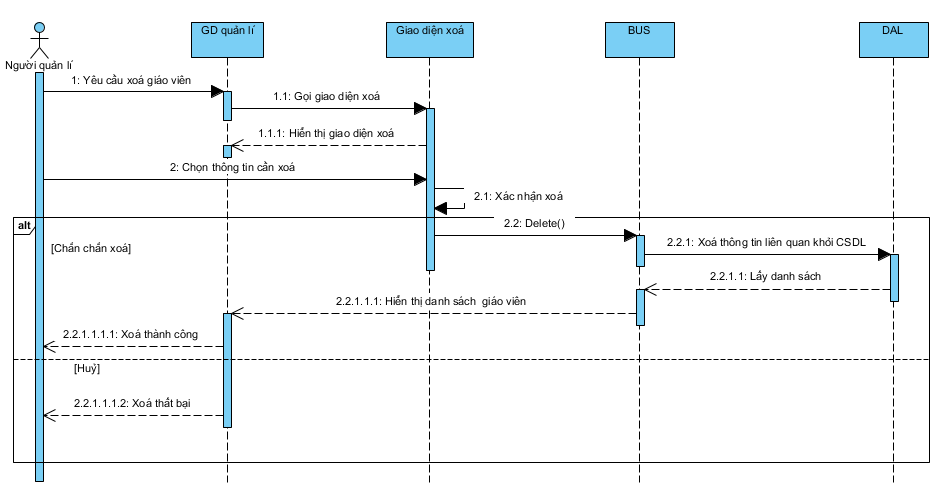 GD quản lí
Giao diện xoá
BUS
DAL
Người quản lí
1: Yêu cầu xoá giáo viên
1.1: Gọi giao diện xoá
1.1.1: Hiển thị giao diện xoá
2: Chọn thông tin cần xoá
2.1: Xác nhận xoá
alt
2.2: Delete()
[Chắn chắn xoá]
2.2.1: Xoá thông tin liên quan khỏi CSDL
2.2.1.1: Lấy danh sách
2.2.1.1.1: Hiển thị danh sách giáo viên
2.2.1.1.1.1: Xoá thành công
[Huỷ]
2.2.1.1.1.2: Xoá thất bại